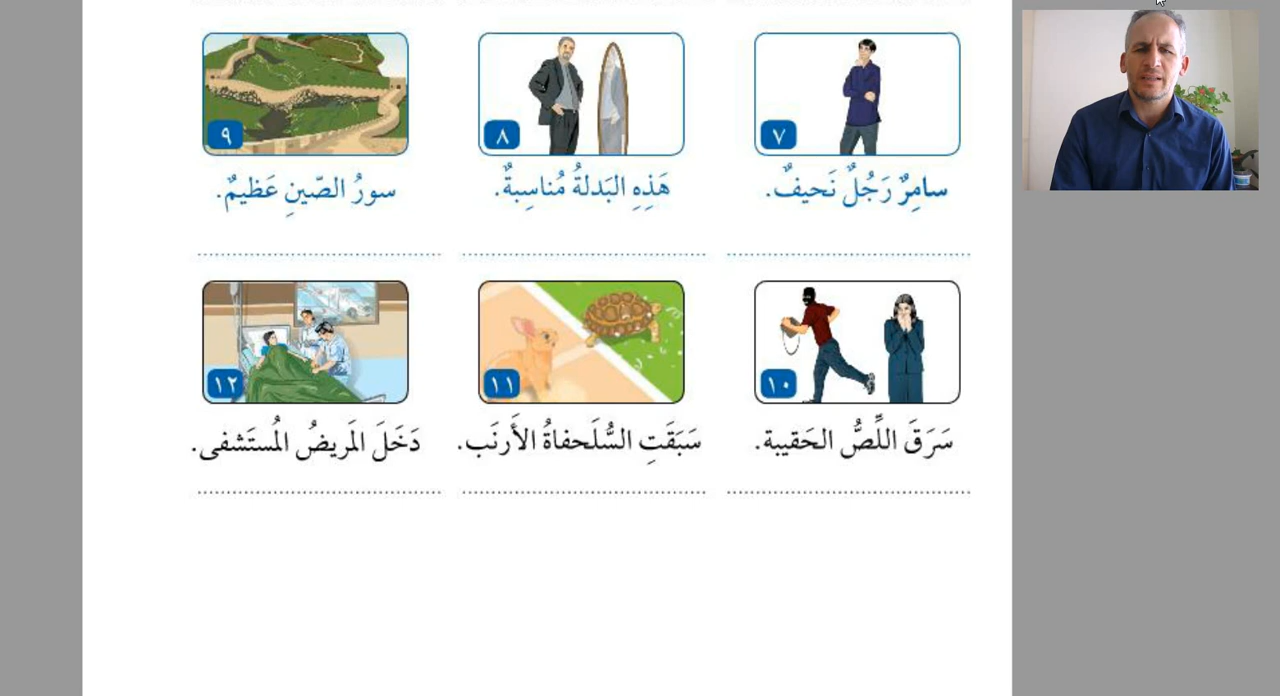 ٧ ٨ ٩
سامِرٌ رَجُلٌ نَحيفٌ. هَذِهِ البَدلةُ مُناسِبةٌ. سورُ الصّينِ عَظيمٌ.
١٠ ١١ ١٢
سَرَقَ اللِّصُّ الحَقيبة. سَبَقَتِ السُّلَحفاةُ الأَرنَب. دَخَلَ المَريضُ المُستَشفى.